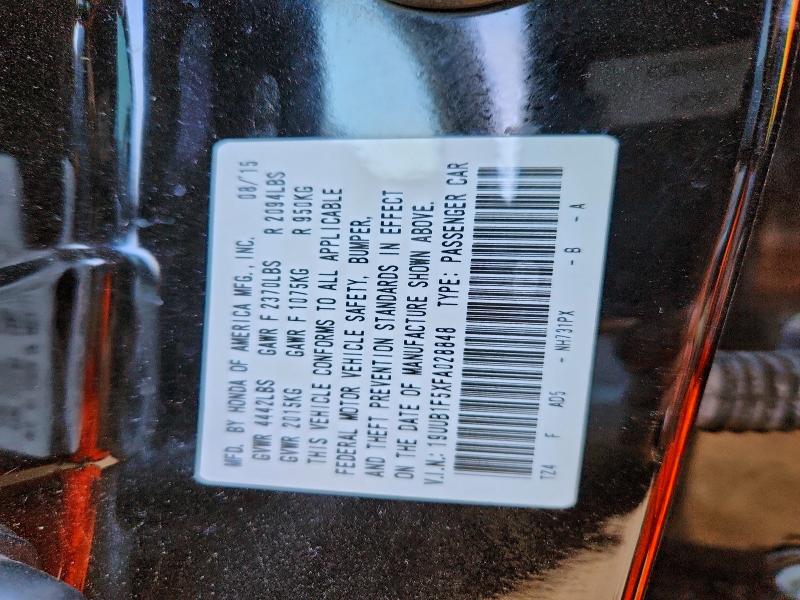 MFD. BY HONDA OF AMERICA MFG., INC. 08/'15
GVWR 4442LBS GAWR F 2370LBS R 2094LBS
GVWR 2015KG GAWR F 1075KG R 950KG
THIS VEHICLE CONFORMS TO ALL APPLICABLE
FEDERAL MOTOR VEHICLE SAFETY, BUMPER,
AND THEFT PREVENTION STANDARDS IN EFFECT
ON THE DATE OF MANUFACTURE SHOWN ABOVE.
V.I.N.: 19UUB1F5XFA028848 TYPE: PASSENGER CAR
TZ4 F AD5 - NH731PX - B - A